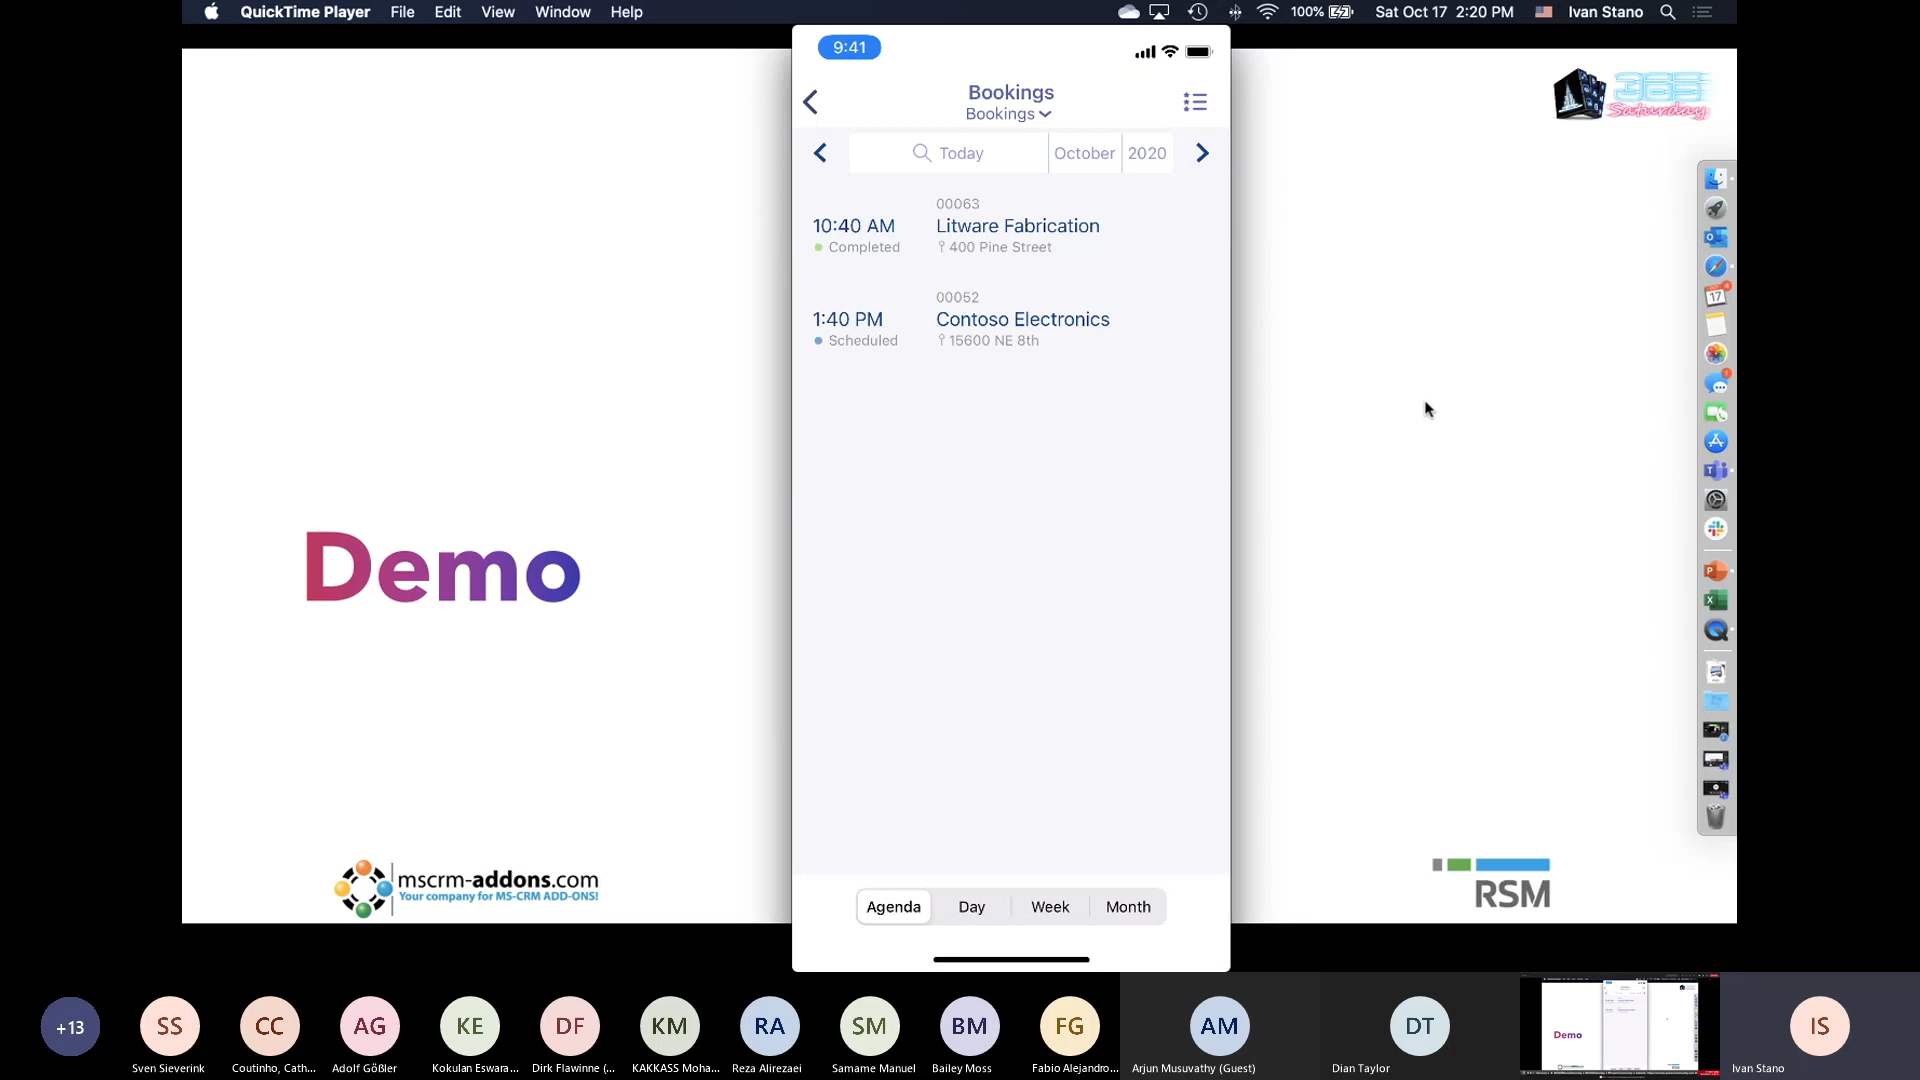 QuickTime Player File Edit View Window Help
100% Sat Oct 17 2:20 PM Ivan Stano
9:41
Bookings
Bookings
Today October 2020
00063
10:40 AM Litware Fabrication
Completed 400 Pine Street
00052
1:40 PM Contoso Electronics
Scheduled 15600 NE 8th
365
Saturday
17
4
1
Demo
mscrm-addons.com
Your company for MS-CRM ADD-ONS!
RSM
Agenda Day Week Month
+13 SS CC AG KE DF KM RA SM BM FG AM DT Demo IS
Sven Sieverink Coutinho, Cath... Adolf Gößler Kokulan Eswara... Dirk Flawinne (... KAKKASS Moha... Reza Alirezaei Samame Manuel Bailey Moss Fabio Alejandro... Arjun Musuvathy (Guest) Dian Taylor Ivan Stano